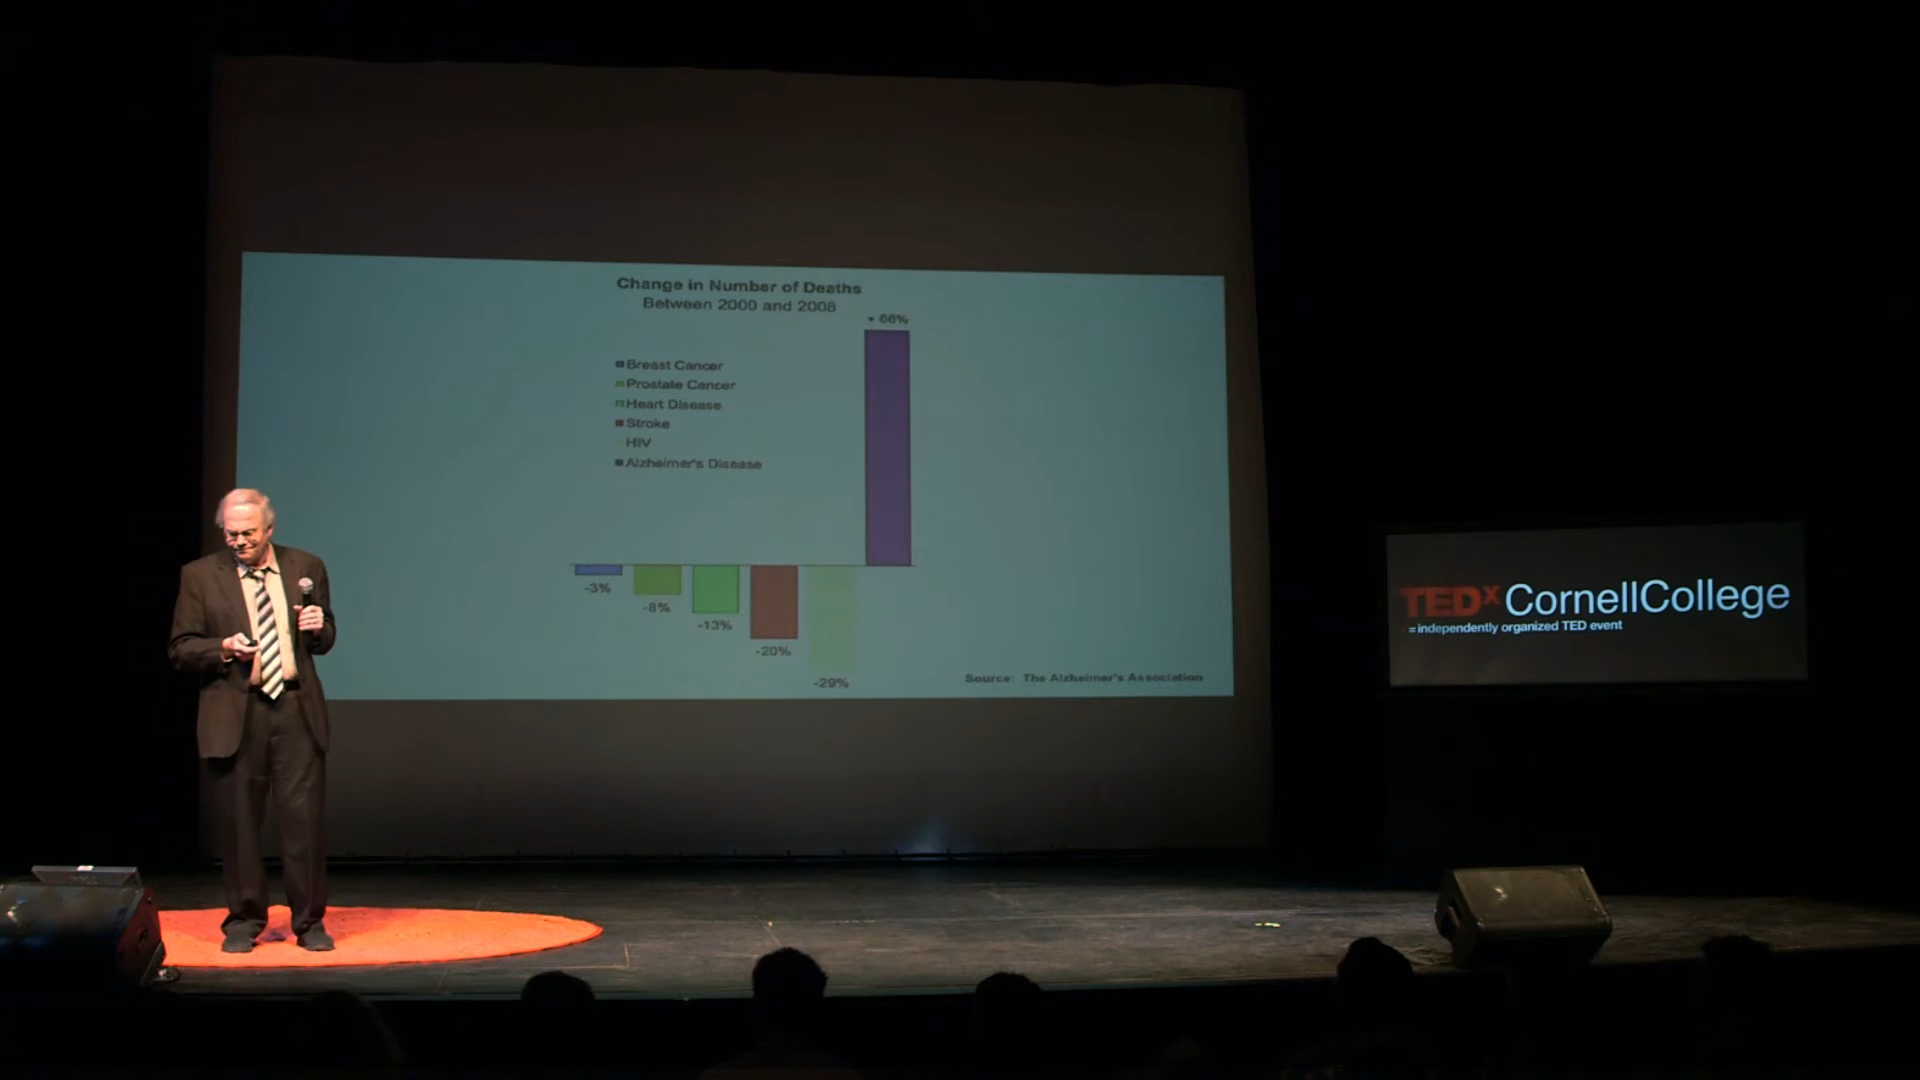 Change in Number of Deaths
Between 2000 and 2008
+ 66%
Breast Cancer
Prostate Cancer
Heart Disease
Stroke
HIV
Alzheimer's Disease
-3%
-8%
-13%
-20%
-29%
Source: The Alzheimer's Association
TEDx CornellCollege
= independently organized TED event